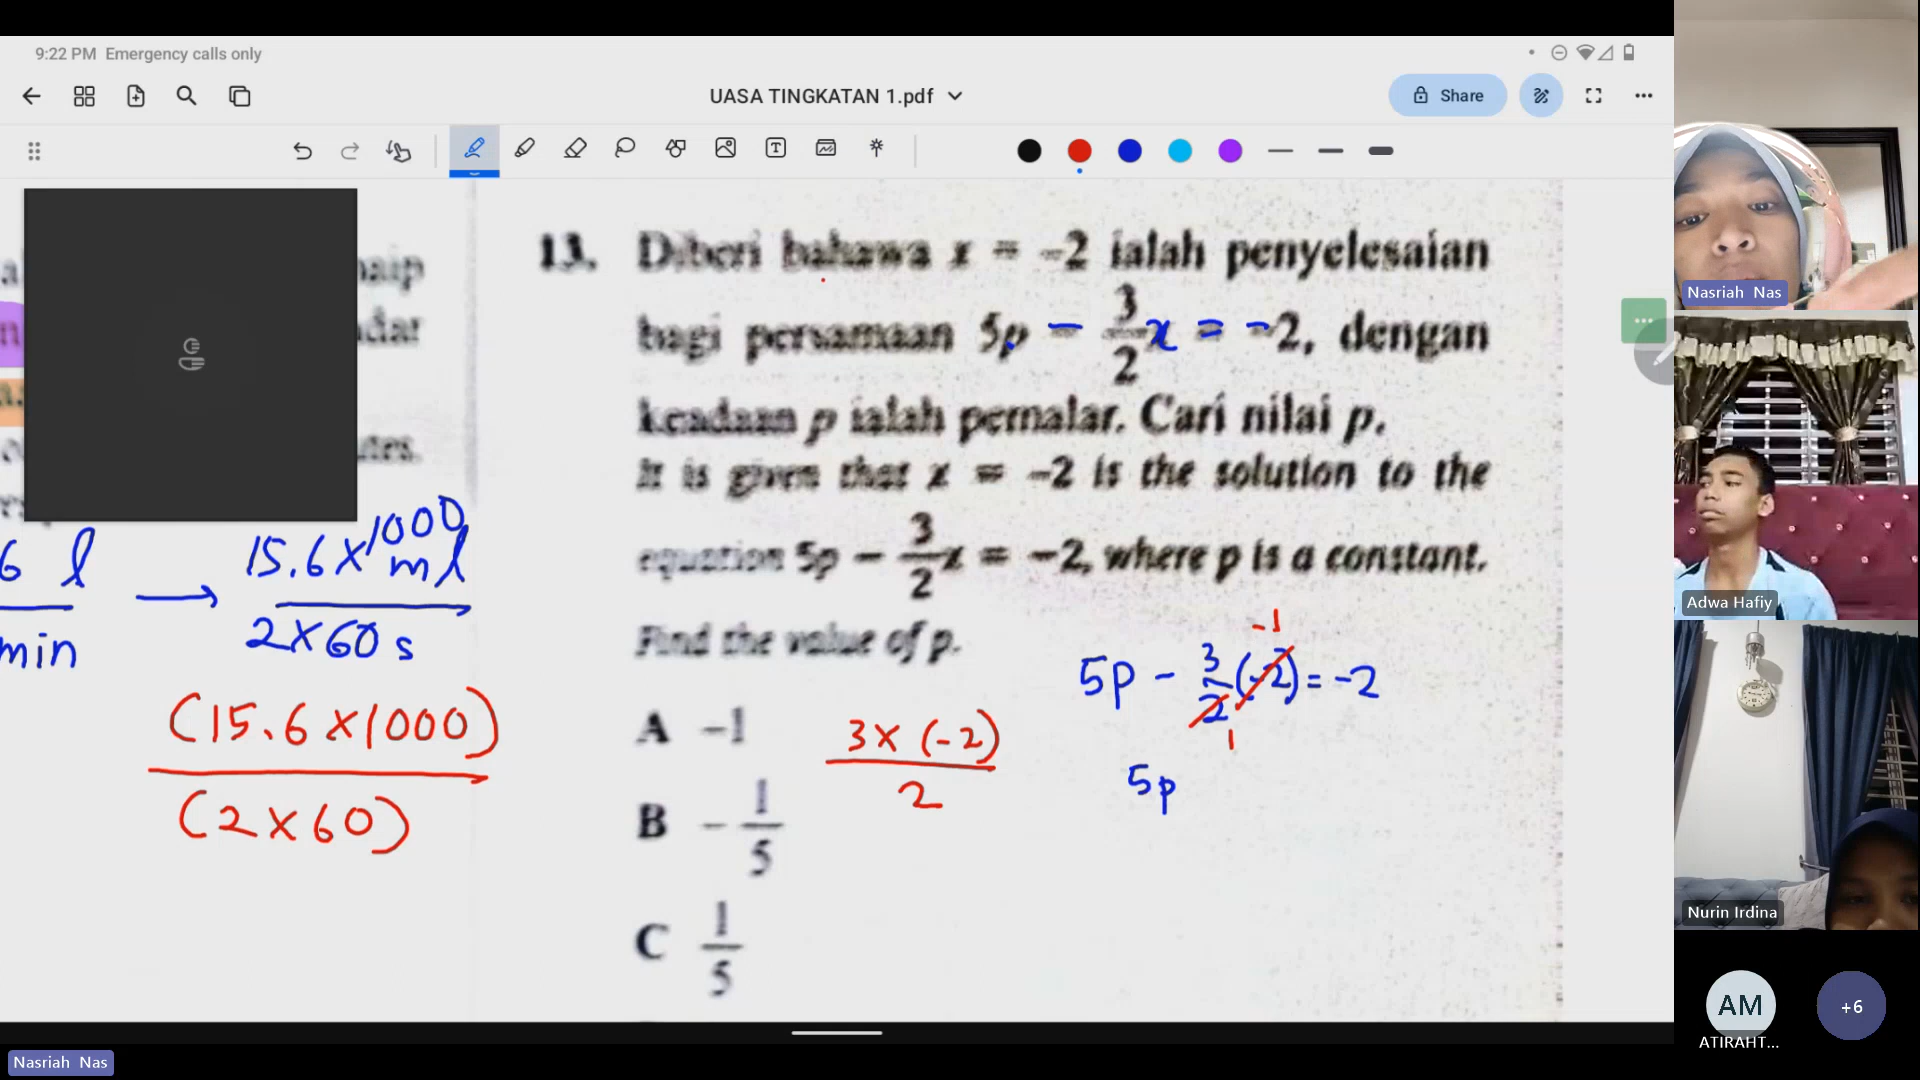 9:22 PM Emergency calls only
UASA TINGKATAN 1.pdf
Share
13. Diberi bahawa x = -2 ialah penyelesaian
bagi persamaan 5p - 3/2 x = -2, dengan
keadaan p ialah pemalar. Cari nilai p.
It is given that x = -2 is the solution to the
equation 5p - 3/2 x = -2, where p is a constant.
Find the value of p.
A -1
B - 1/5
C 1/5
3 x (-2)
2
-1
5p - 3/2 (-2) = -2
1
5p
dar
6 l → 15.6 x 1000 ml
min 2 x 60 s
(15.6 x 1000)
(2 x 60)
Nasriah Nas
Adwa Hafiy
Nurin Irdina
AM
ATIRAHT...
+6
Nasriah Nas